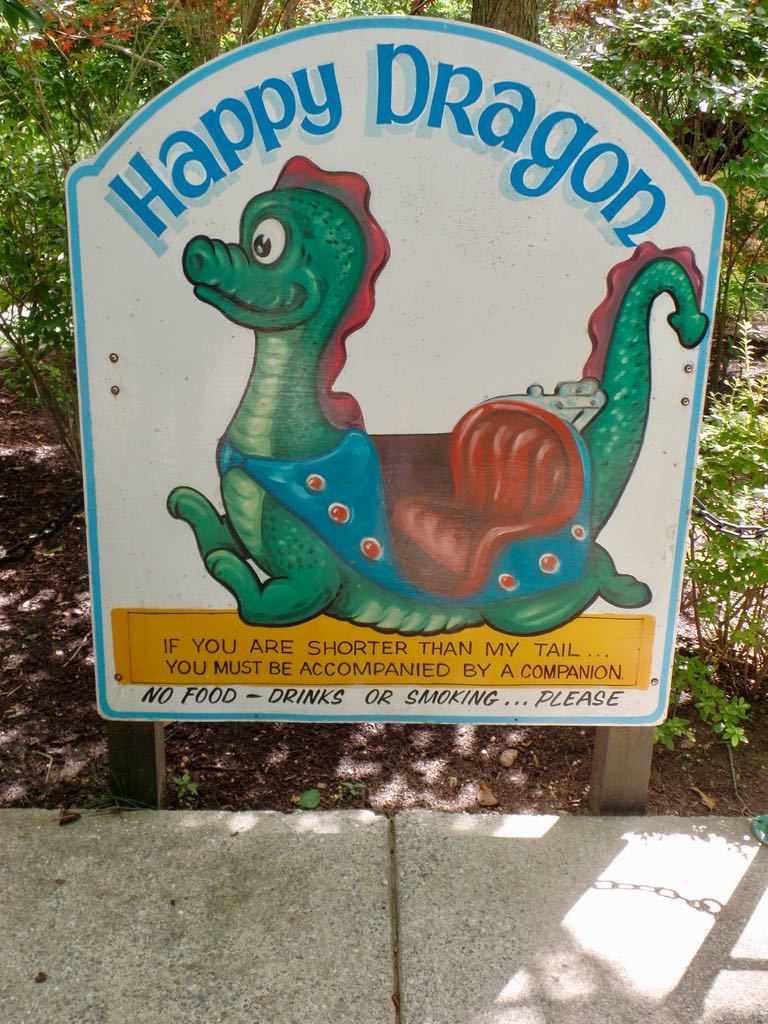 Happy Dragon
IF YOU ARE SHORTER THAN MY TAIL...
YOU MUST BE ACCOMPANIED BY A COMPANION.
NO FOOD – DRINKS OR SMOKING... PLEASE